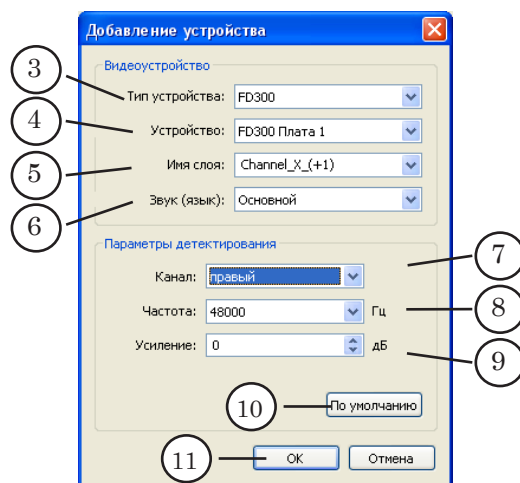 Добавление устройства
Видеоустройство
3
Тип устройства: FD300
4
Устройство: FD300 Плата 1
5
Имя слоя: Channel_X_(+1)
6
Звук (язык): Основной
Параметры детектирования
7
Канал: правый
8
Частота: 48000 Гц
9
Усиление: 0 дБ
10
По умолчанию
11
OK Отмена